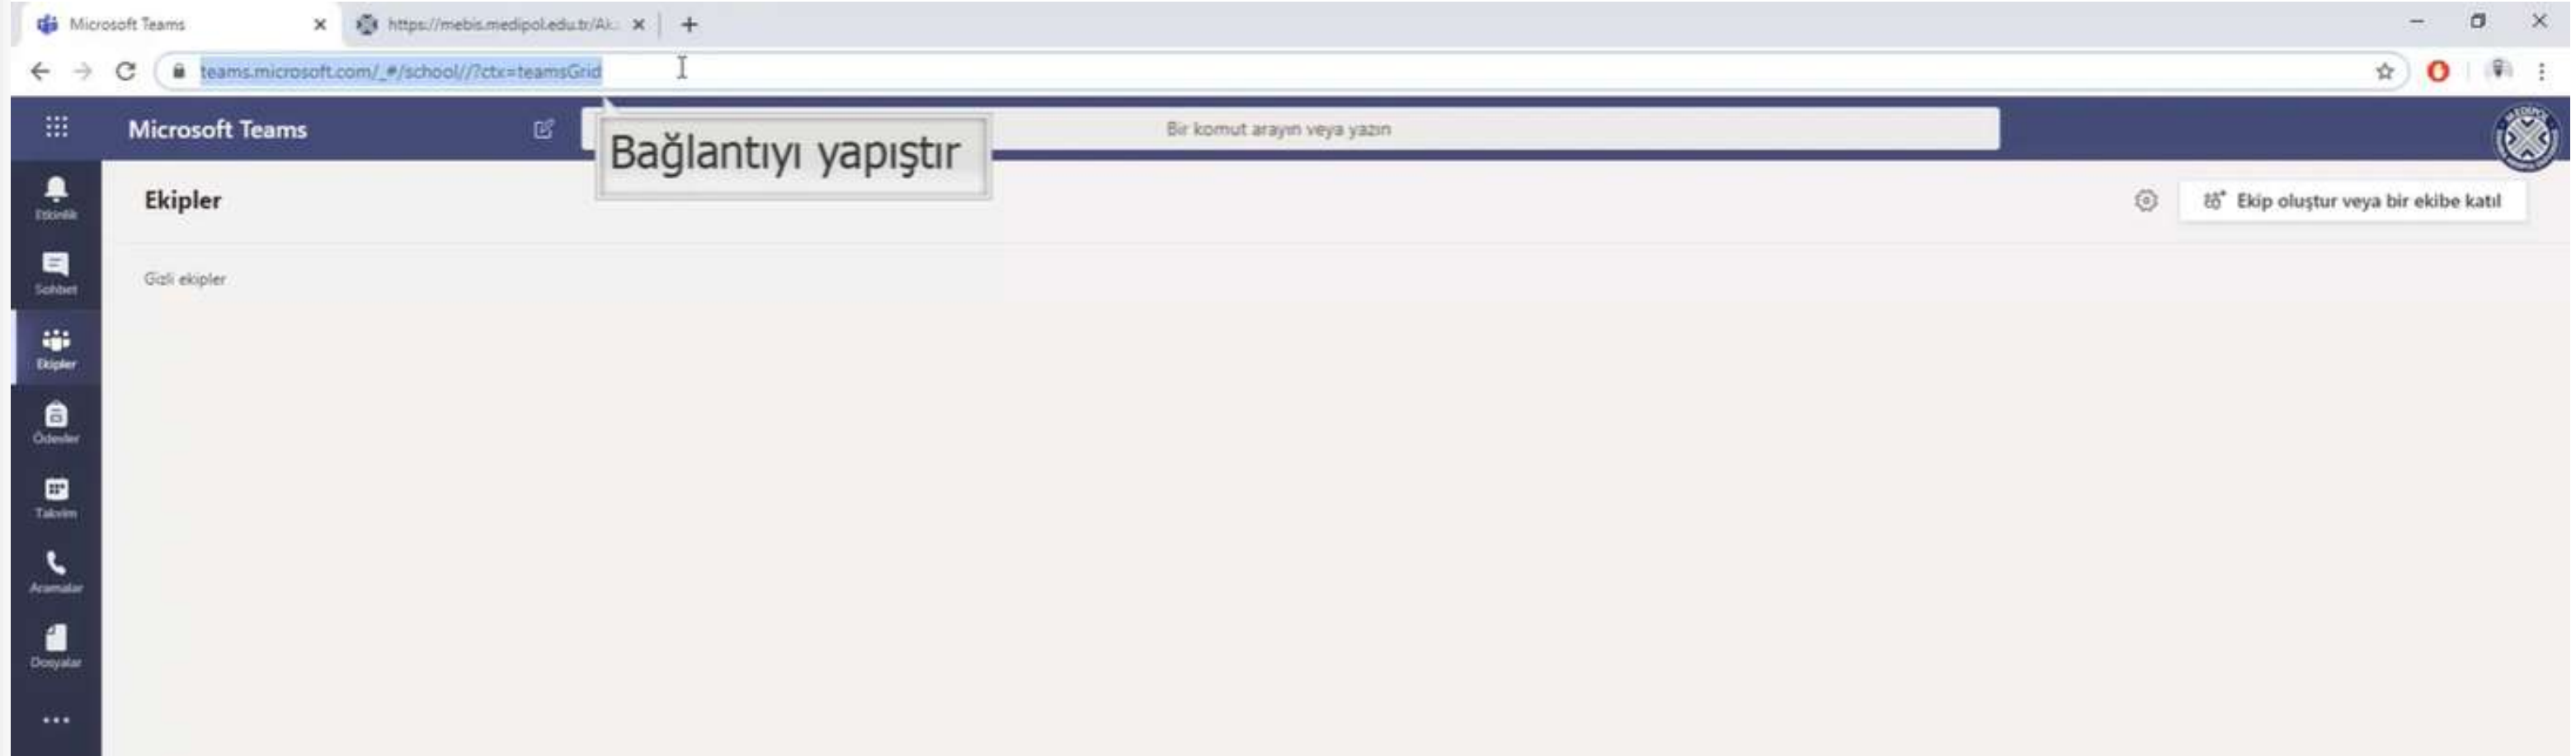 Microsoft Teams
https://mebis.medipol.edu.tr/Ak
teams.microsoft.com/_#/school//?ctx=teamsGrid
Microsoft Teams
Bir komut arayın veya yazın
Bağlantıyı yapıştır
Ekipler
Ekip oluştur veya bir ekibe katıl
Gizli ekipler
Etkinlik
Sohbet
Ekipler
Ödevler
Takvim
Aramalar
Dosyalar
MEDİPOL